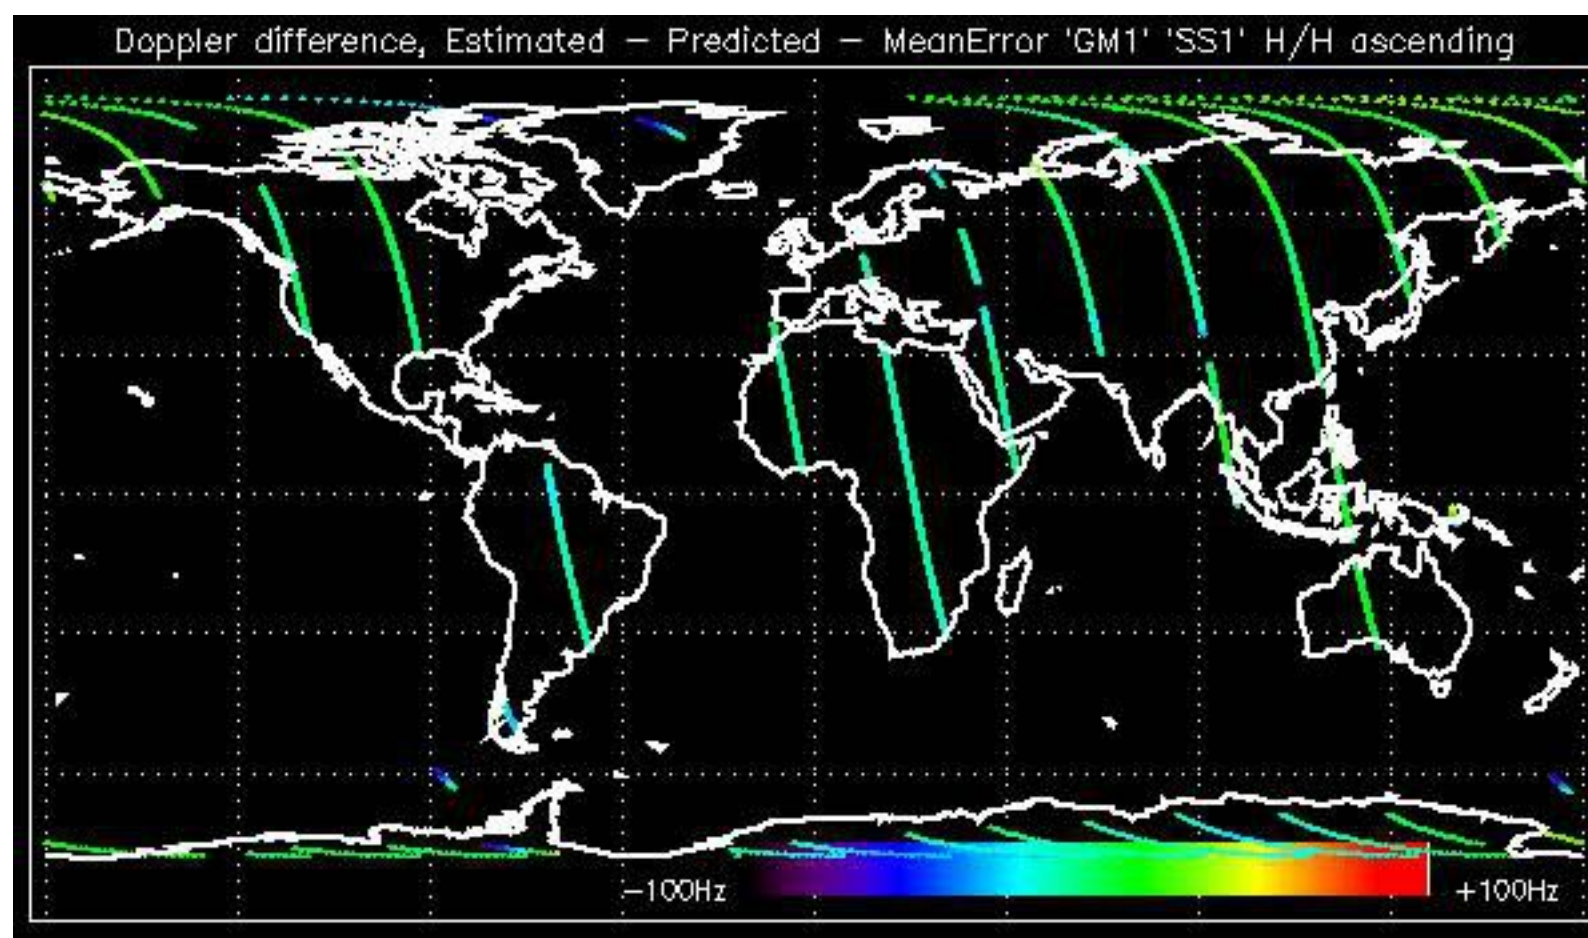 Doppler difference, Estimated – Predicted – MeanError 'GM1' 'SS1' H/H ascending
−100Hz
+100Hz